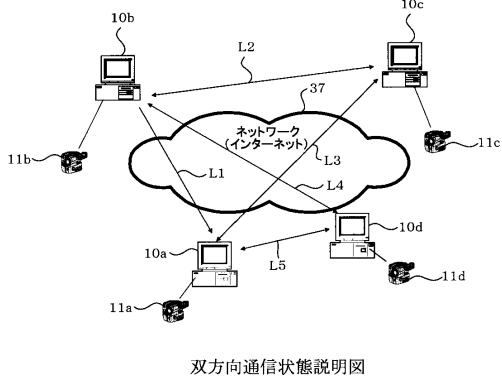 10b
10c
L2
37
ネットワーク
(インターネット)
11b
11c
L1
L3
L4
10a
10d
L5
11a
11d
双方向通信状態説明図